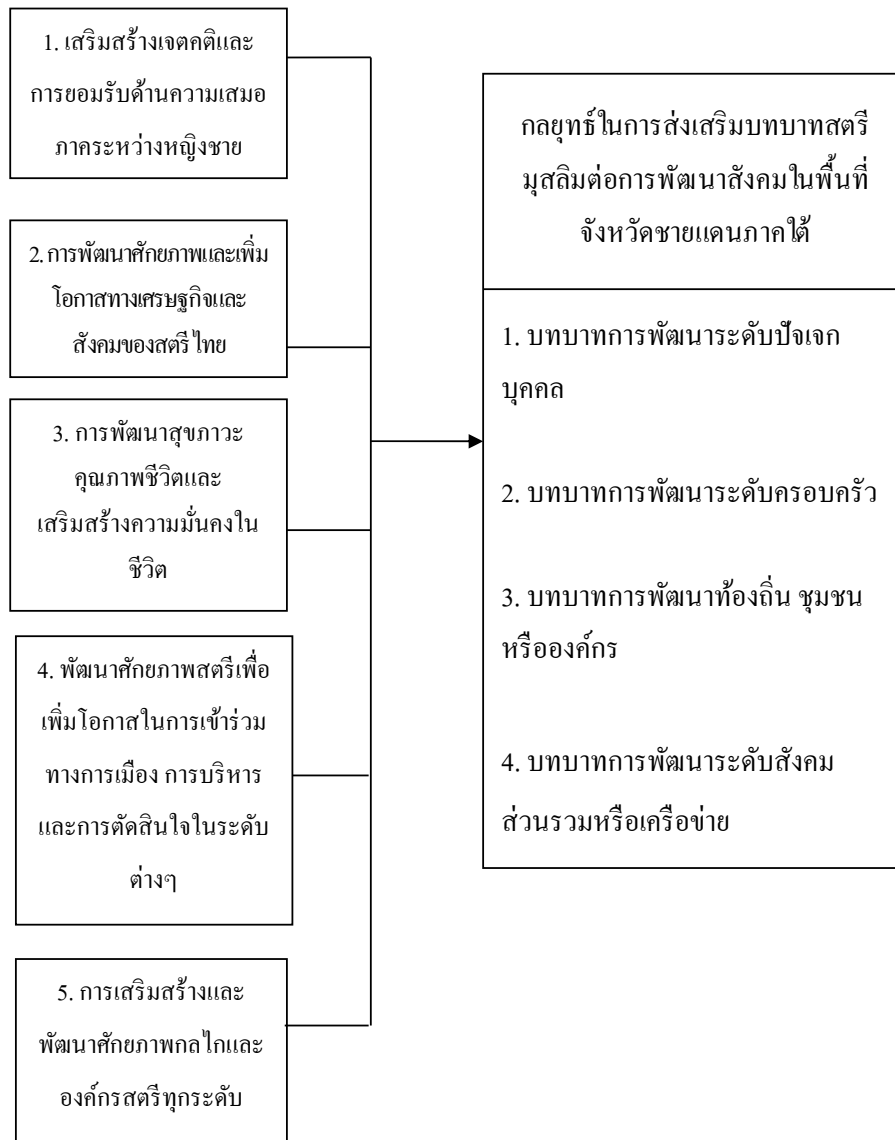 1. เสริมสร้างเจตคติและ
การยอมรับด้านความเสมอ
ภาคระหว่างหญิงชาย
2. การพัฒนาศักยภาพและเพิ่ม
โอกาสทางเศรษฐกิจและ
สังคมของสตรีไทย
3. การพัฒนาสุขภาวะ
คุณภาพชีวิตและ
เสริมสร้างความมั่นคงใน
ชีวิต
4. พัฒนาศักยภาพสตรีเพื่อ
เพิ่มโอกาสในการเข้าร่วม
ทางการเมือง การบริหาร
และการตัดสินใจในระดับ
ต่างๆ
5. การเสริมสร้างและ
พัฒนาศักยภาพกลไกและ
องค์กรสตรีทุกระดับ
กลยุทธ์ในการส่งเสริมบทบาทสตรี
มุสลิมต่อการพัฒนาสังคมในพื้นที่
จังหวัดชายแดนภาคใต้
1. บทบาทการพัฒนาระดับปัจเจก
บุคคล
2. บทบาทการพัฒนาระดับครอบครัว
3. บทบาทการพัฒนาท้องถิ่น ชุมชน
หรือองค์กร
4. บทบาทการพัฒนาระดับสังคม
ส่วนรวมหรือเครือข่าย